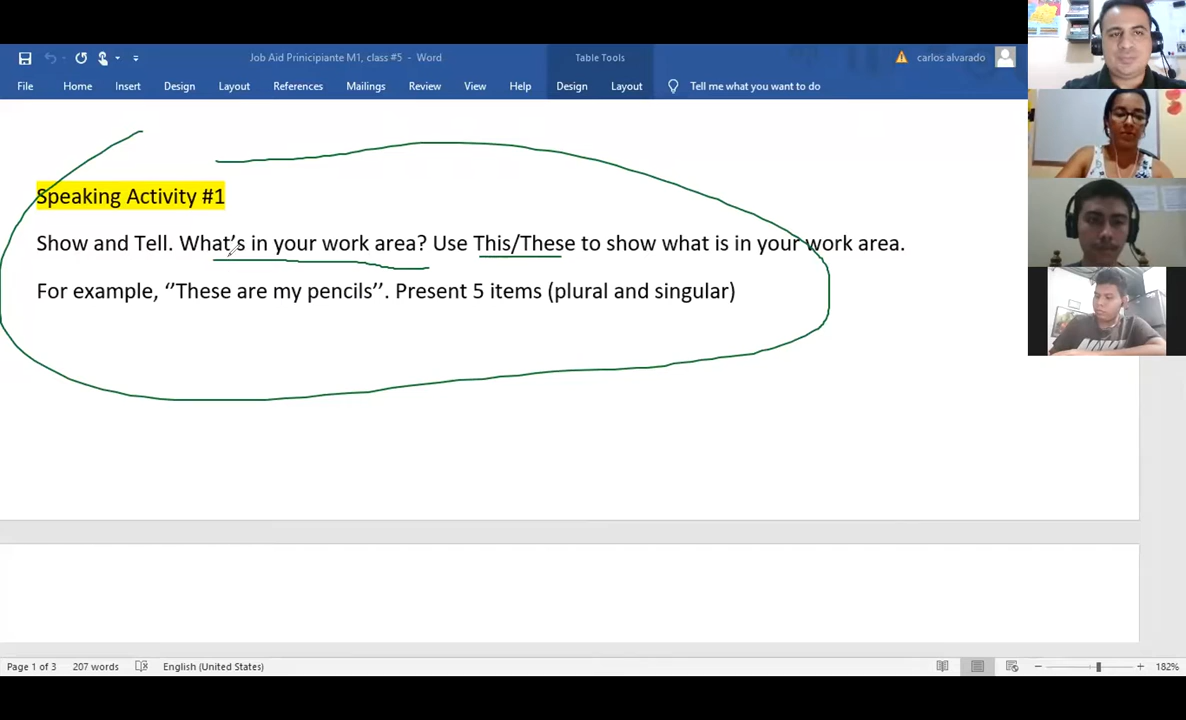 Job Aid Prinicipiante M1, class #5 - Word
Table Tools
carlos alvarado
File Home Insert Design Layout References Mailings Review View Help Design Layout Tell me what you want to do
Speaking Activity #1
Show and Tell. What’s in your work area? Use This/These to show what is in your work area.
For example, ‘’These are my pencils’’. Present 5 items (plural and singular)
Page 1 of 3 207 words English (United States) 182%